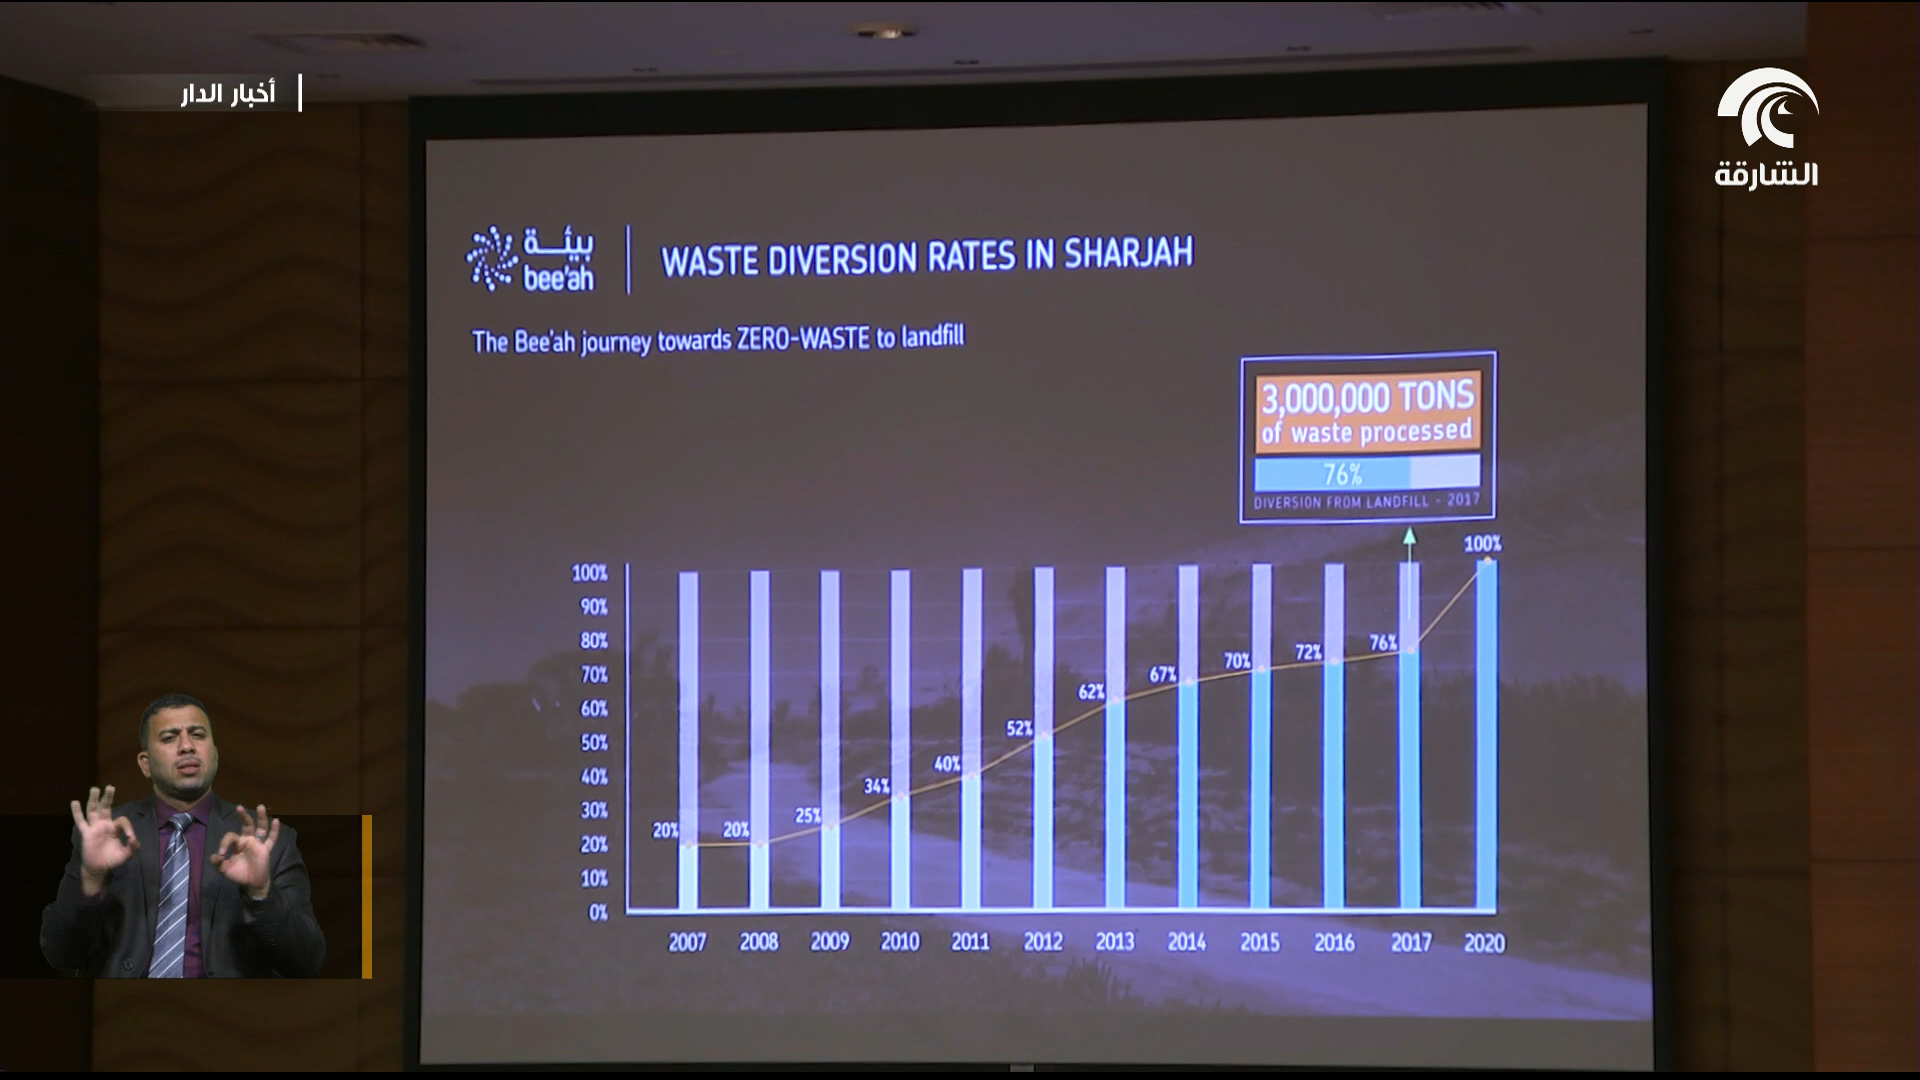 أخبار الدار
الشارقة
بيئة
bee'ah
WASTE DIVERSION RATES IN SHARJAH
The Bee'ah journey towards ZERO-WASTE to landfill
3,000,000 TONS
of waste processed
76%
DIVERSION FROM LANDFILL - 2017
100%
90%
80%
70%
60%
50%
40%
30%
20%
10%
0%
20%
20%
25%
34%
40%
52%
62%
67%
70%
72%
76%
100%
2007 2008 2009 2010 2011 2012 2013 2014 2015 2016 2017 2020